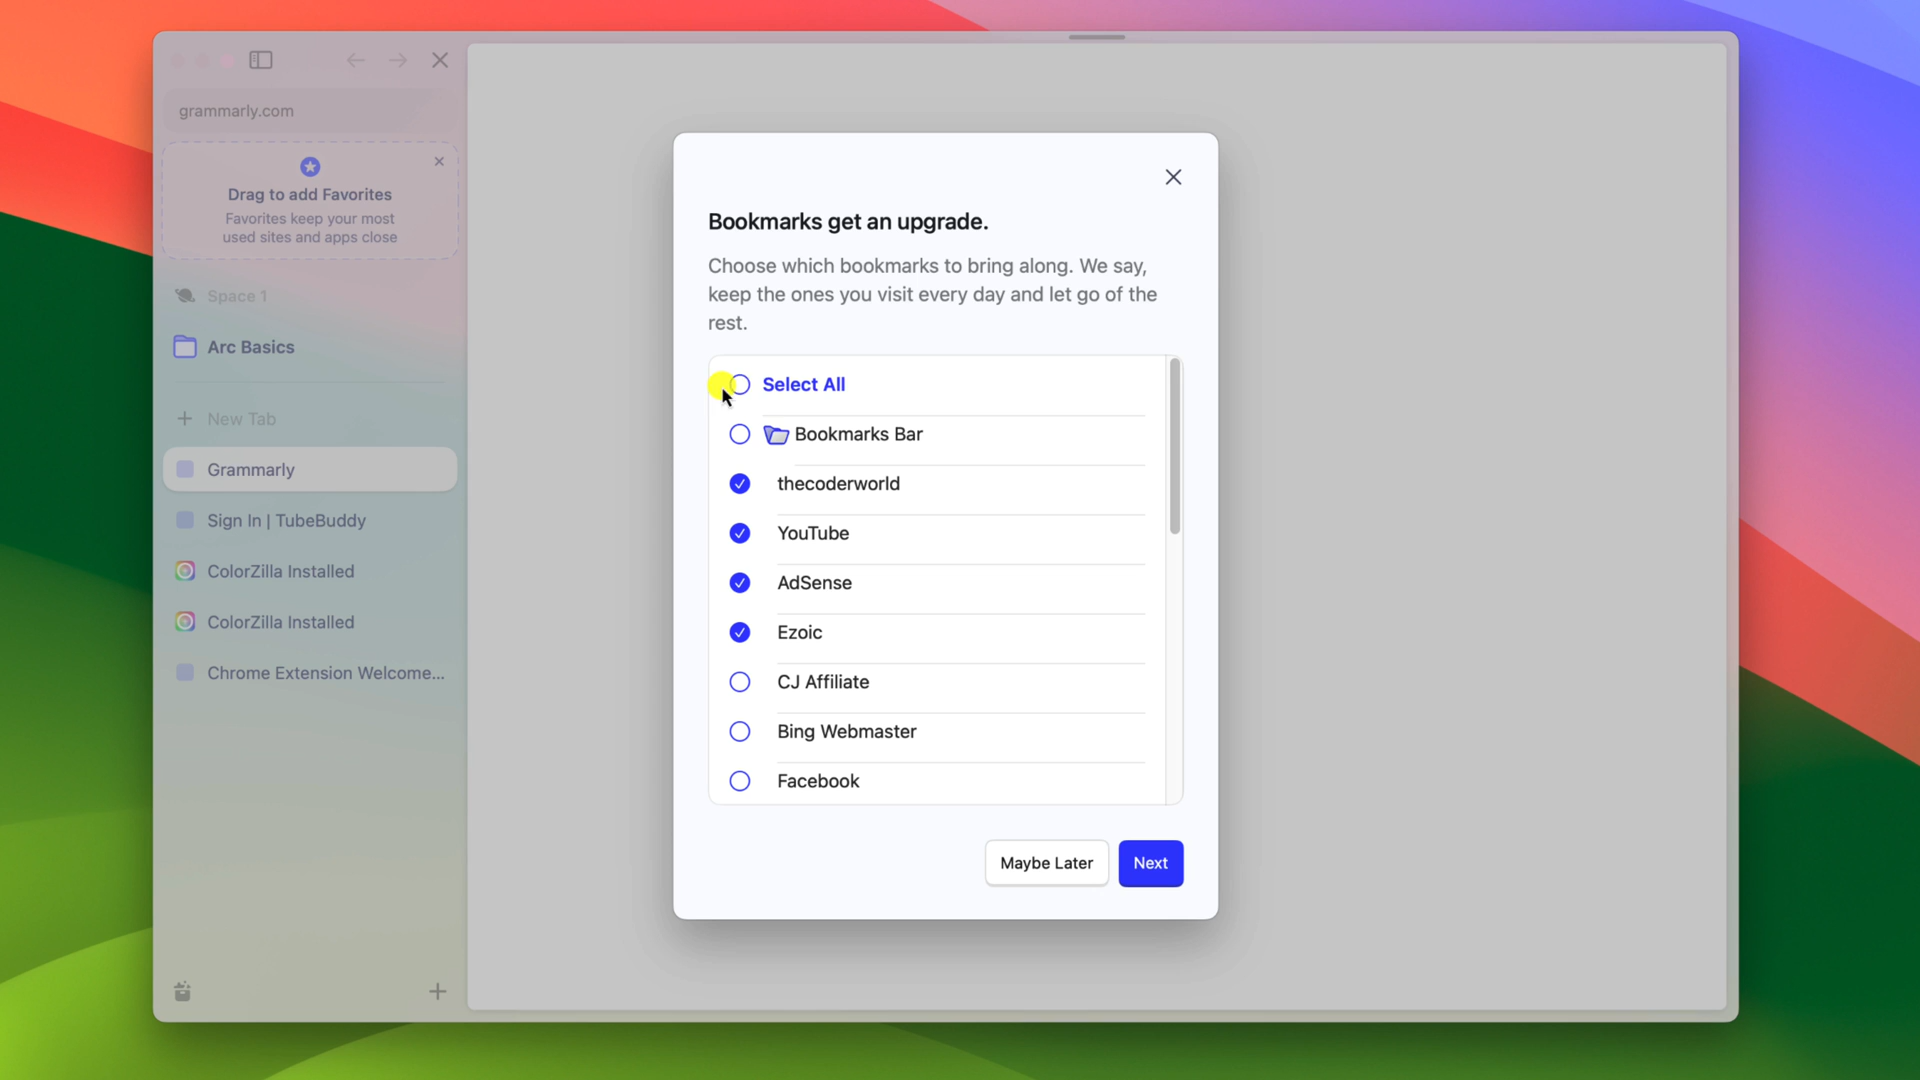 grammarly.com
Drag to add Favorites
Favorites keep your most
used sites and apps close
Space 1
Arc Basics
New Tab
Grammarly
Sign In | TubeBuddy
ColorZilla Installed
ColorZilla Installed
Chrome Extension Welcome...
Bookmarks get an upgrade.
Choose which bookmarks to bring along. We say,
keep the ones you visit every day and let go of the
rest.
Select All
Bookmarks Bar
thecoderworld
YouTube
AdSense
Ezoic
CJ Affiliate
Bing Webmaster
Facebook
Maybe Later
Next